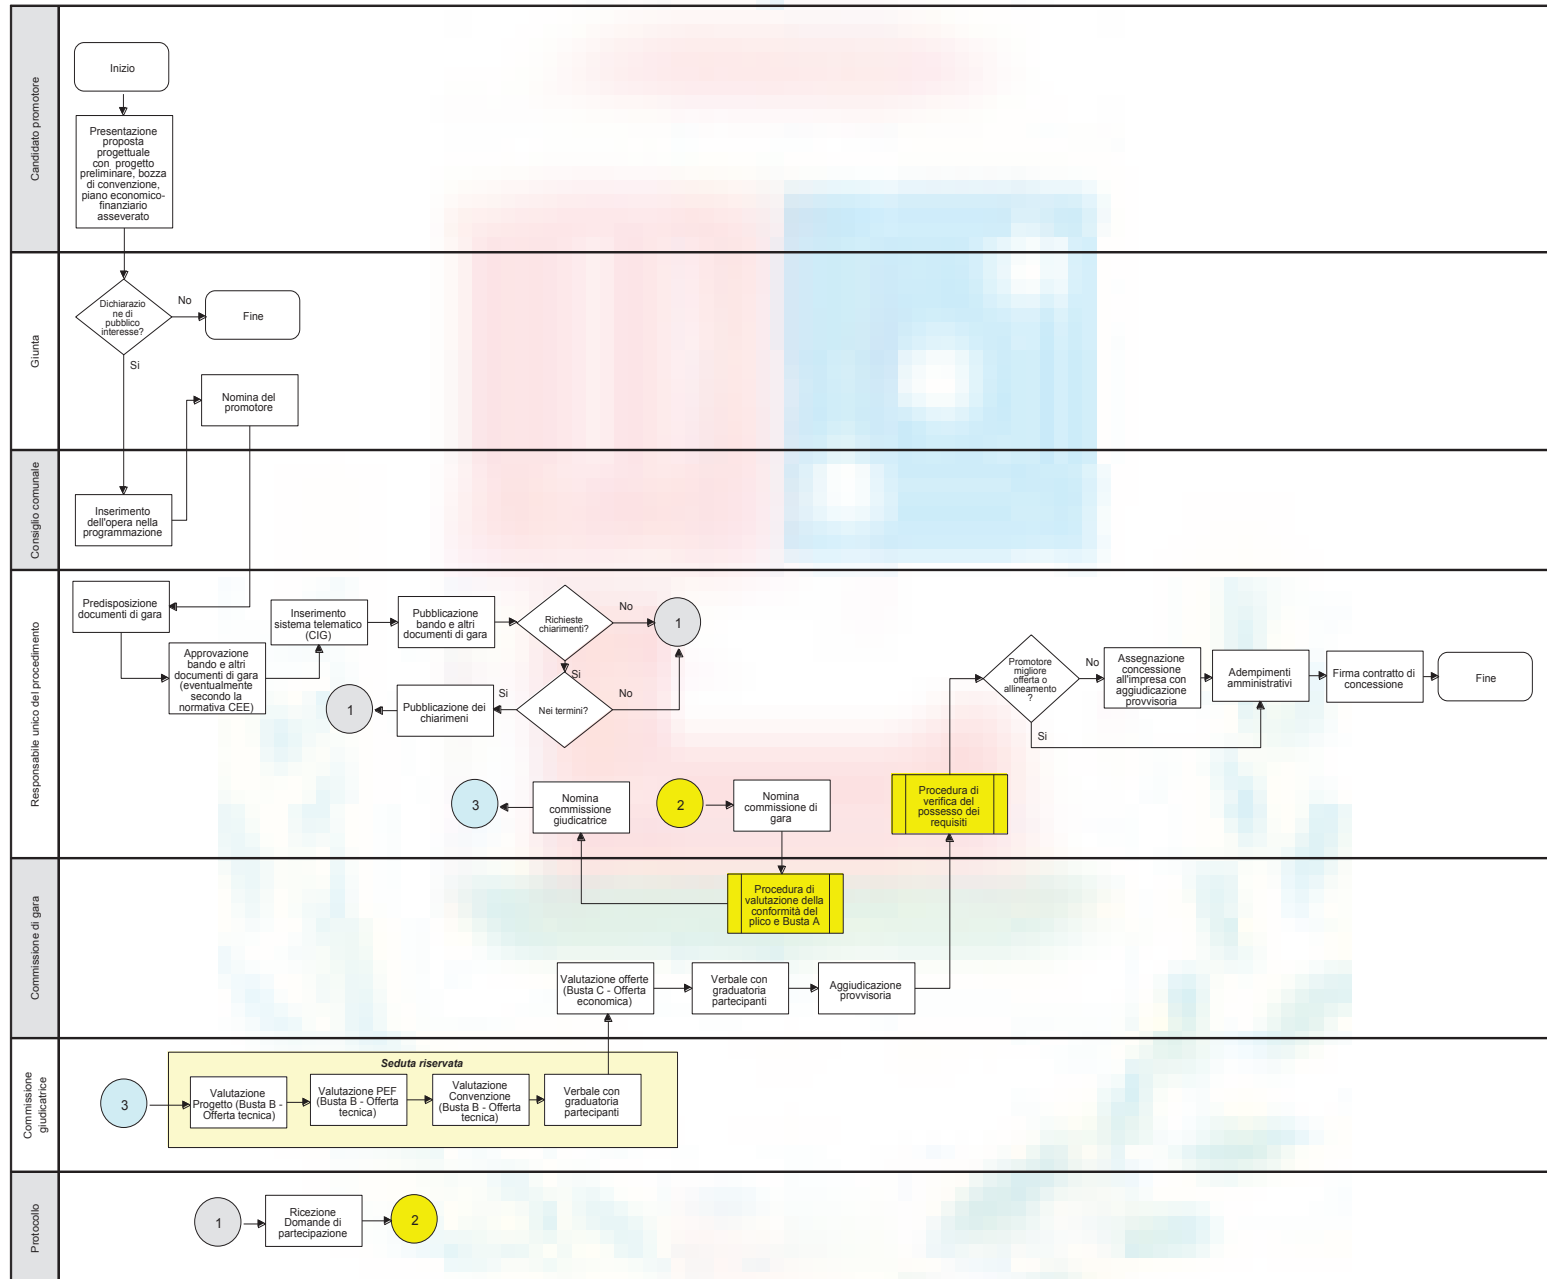 Candidato promotore
Inizio
Presentazione
proposta
progettuale
con progetto
preliminare, bozza
di convenzione,
piano economico-
finanziario
asseverato
Giunta
Dichiarazio
ne di
pubblico
interesse?
No
Fine
Si
Nomina del
promotore
Consiglio comunale
Inserimento
dell'opera nella
programmazione
Responsabile unico del procedimento
Predisposizione
documenti di gara
Approvazione
bando e altri
documenti di gara
(eventualmente
secondo la
normativa CEE)
Inserimento
sistema telematico
(CIG)
Pubblicazione
bando e altri
documenti di gara
Richieste
chiarimenti?
No
1
Si
Nei termini?
No
Si
Pubblicazione dei
chiarimeni
1
3
Nomina
commissione
giudicatrice
2
Nomina
commissione di
gara
Procedura di
verifica del
possesso dei
requisiti
Promotore
migliore
offerta o
allineamento
?
No
Si
Assegnazione
concessione
all'impresa con
aggiudicazione
provvisoria
Adempimenti
amministrativi
Firma contratto di
concessione
Fine
Commissione di gara
Procedura di
valutazione della
conformità del
plico e Busta A
Valutazione offerte
(Busta C - Offerta
economica)
Verbale con
graduatoria
partecipanti
Aggiudicazione
provvisoria
Commissione
giudicatrice
3
Seduta riservata
Valutazione
Progetto (Busta B -
Offerta tecnica)
Valutazione PEF
(Busta B - Offerta
tecnica)
Valutazione
Convenzione
(Busta B - Offerta
tecnica)
Verbale con
graduatoria
partecipanti
Protocollo
1
Ricezione
Domande di
partecipazione
2